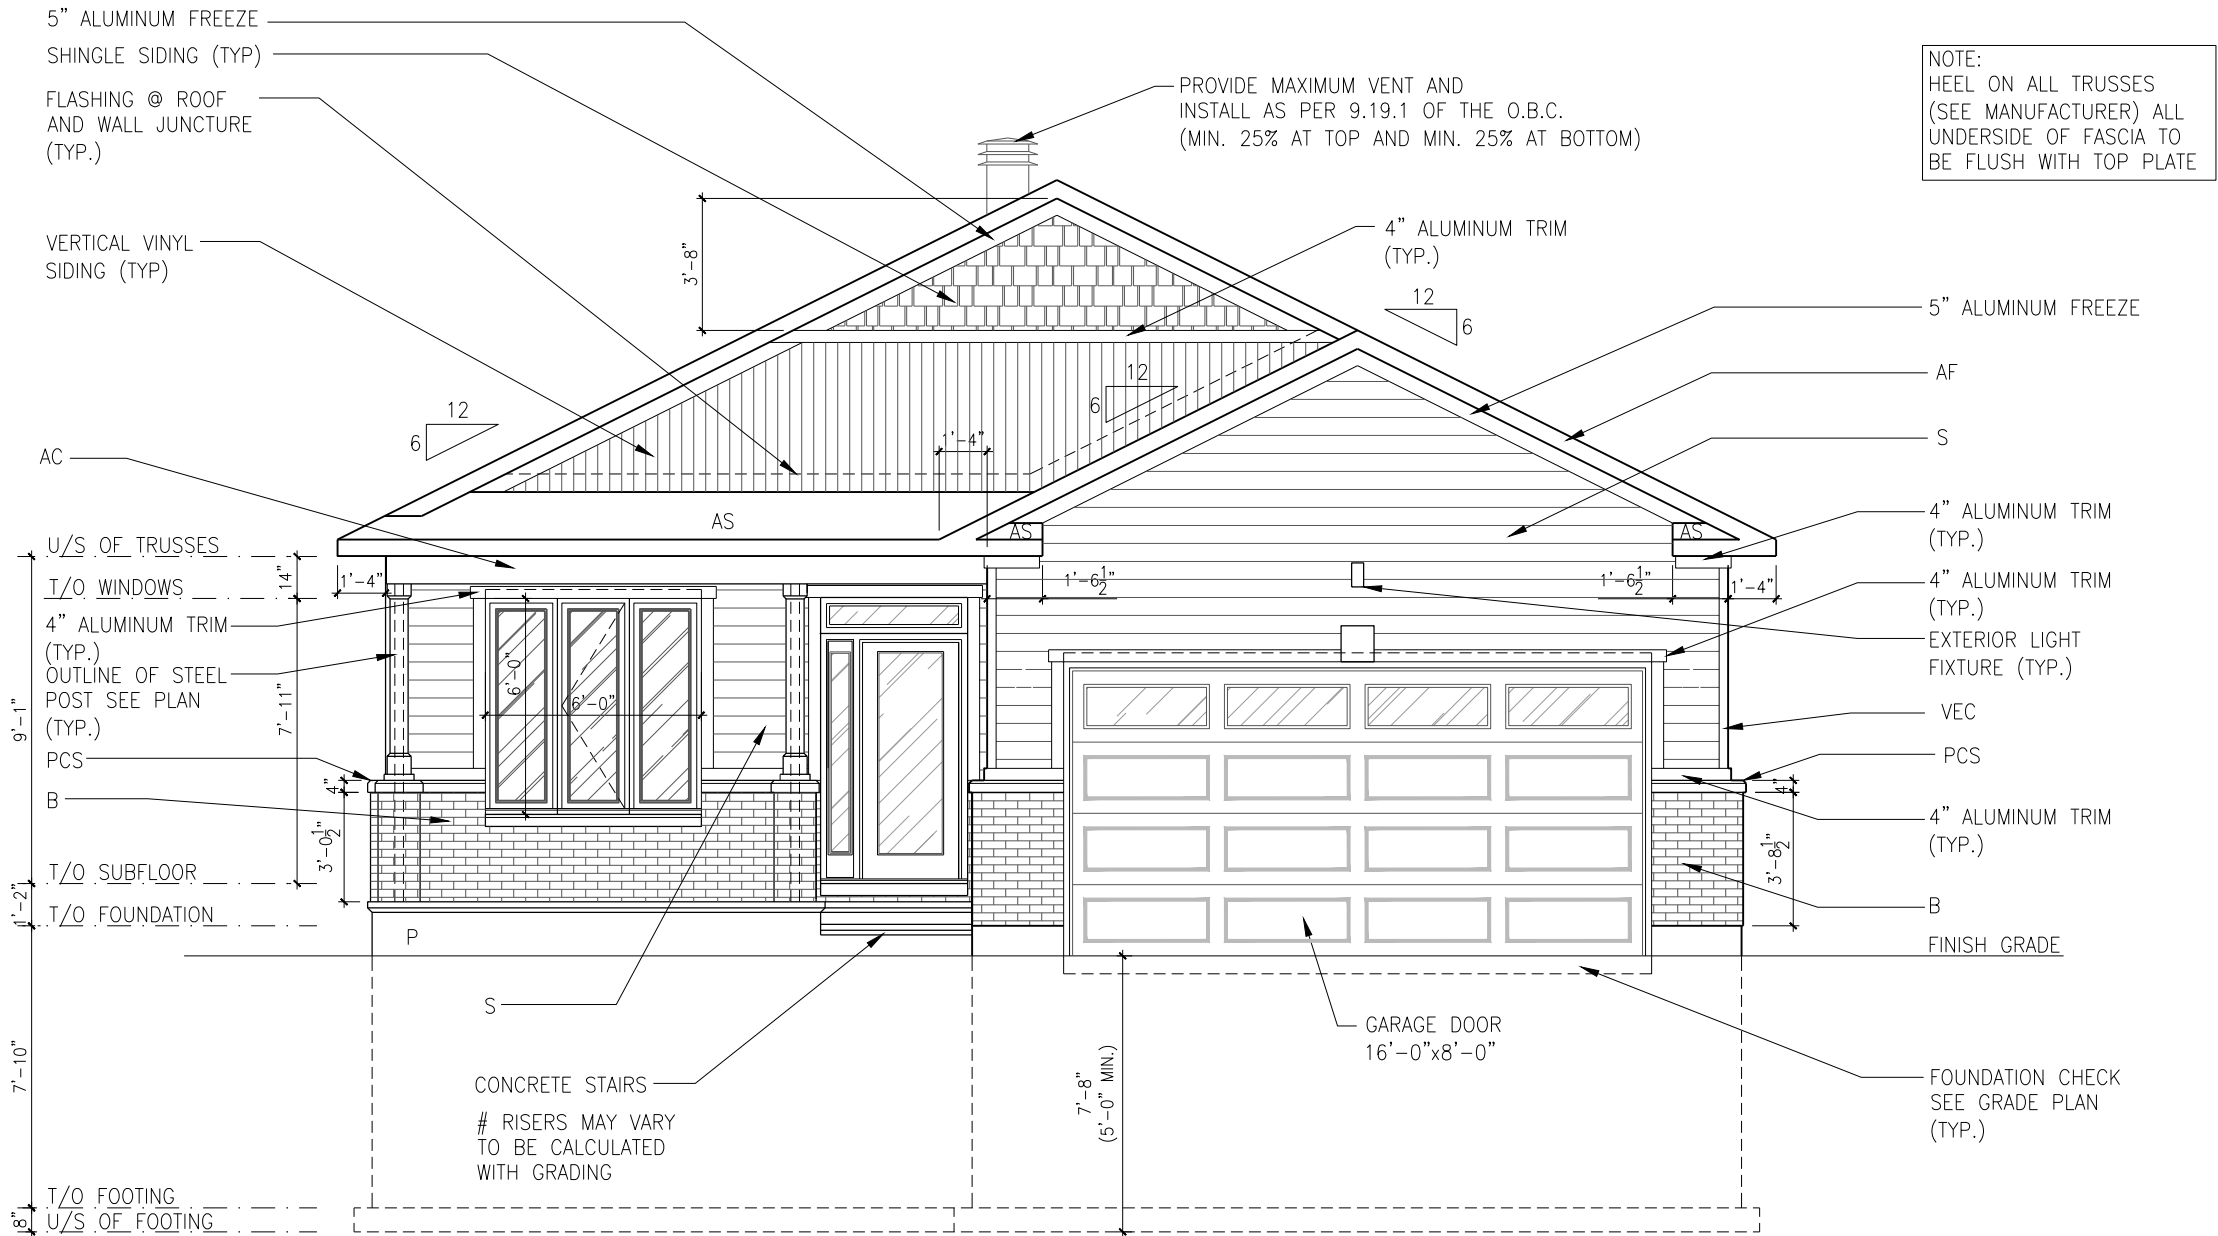 5" ALUMINUM FREEZE
SHINGLE SIDING (TYP)
FLASHING @ ROOF
AND WALL JUNCTURE
(TYP.)
VERTICAL VINYL
SIDING (TYP)
PROVIDE MAXIMUM VENT AND
INSTALL AS PER 9.19.1 OF THE O.B.C.
(MIN. 25% AT TOP AND MIN. 25% AT BOTTOM)
NOTE:
HEEL ON ALL TRUSSES
(SEE MANUFACTURER) ALL
UNDERSIDE OF FASCIA TO
BE FLUSH WITH TOP PLATE
3'-8"
4" ALUMINUM TRIM
(TYP.)
12
6
12
6
12
6
1'-4"
5" ALUMINUM FREEZE
AF
S
4" ALUMINUM TRIM
(TYP.)
4" ALUMINUM TRIM
(TYP.)
EXTERIOR LIGHT
FIXTURE (TYP.)
VEC
PCS
4" ALUMINUM TRIM
(TYP.)
B
FINISH GRADE
AC
AS
AS
AS
U/S OF TRUSSES
T/O WINDOWS
4" ALUMINUM TRIM
(TYP.)
OUTLINE OF STEEL
POST SEE PLAN
(TYP.)
PCS
B
T/O SUBFLOOR
T/O FOUNDATION
P
14"
1'-4"
1'-6½"
1'-6½"
1'-4"
9'-1"
7'-11"
6'-0"
6'-0"
4"
3'-0½"
4"
3'-8½"
1'-2"
7'-10"
8"
S
CONCRETE STAIRS
# RISERS MAY VARY
TO BE CALCULATED
WITH GRADING
GARAGE DOOR
16'-0"x8'-0"
7'-8"
(5'-0" MIN.)
FOUNDATION CHECK
SEE GRADE PLAN
(TYP.)
T/O FOOTING
U/S OF FOOTING